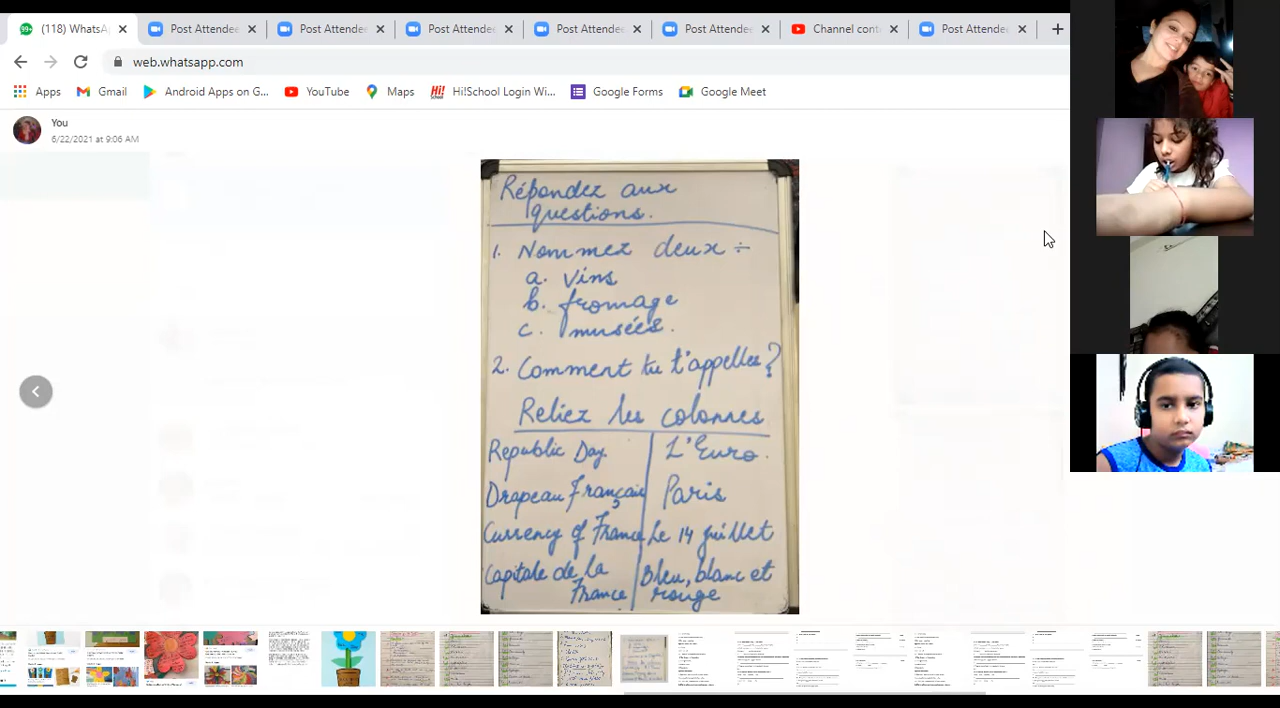 (118) WhatsA
Post Attendee
Post Attendee
Post Attendee
Post Attendee
Post Attendee
Channel cont
Post Attendee
web.whatsapp.com
Apps
Gmail
Android Apps on G...
YouTube
Maps
Hi!School Login Wi...
Google Forms
Google Meet
You
6/22/2021 at 9:06 AM
Répondez aux
questions.
1. Nommez deux ÷
a. vins
b. fromage
c. musées.
2. Comment tu t'appelles?
Reliez les colonnes
Republic Day L'Euro.
Drapeau Français Paris
Currency of France Le 14 juillet
Capitale de la Bleu, blanc et
France rouge